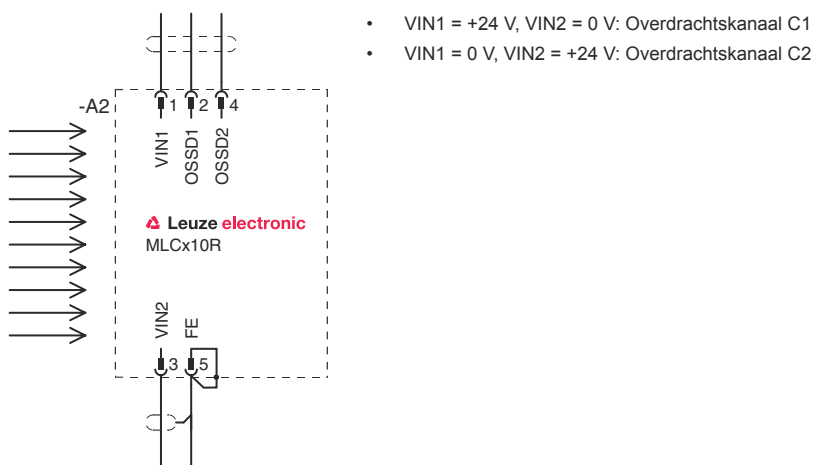 • VIN1 = +24 V, VIN2 = 0 V: Overdrachtskanaal C1
• VIN1 = 0 V, VIN2 = +24 V: Overdrachtskanaal C2
-A2
1 2 4
VIN1
OSSD1
OSSD2
Leuze electronic
MLCx10R
VIN2
FE
3 5